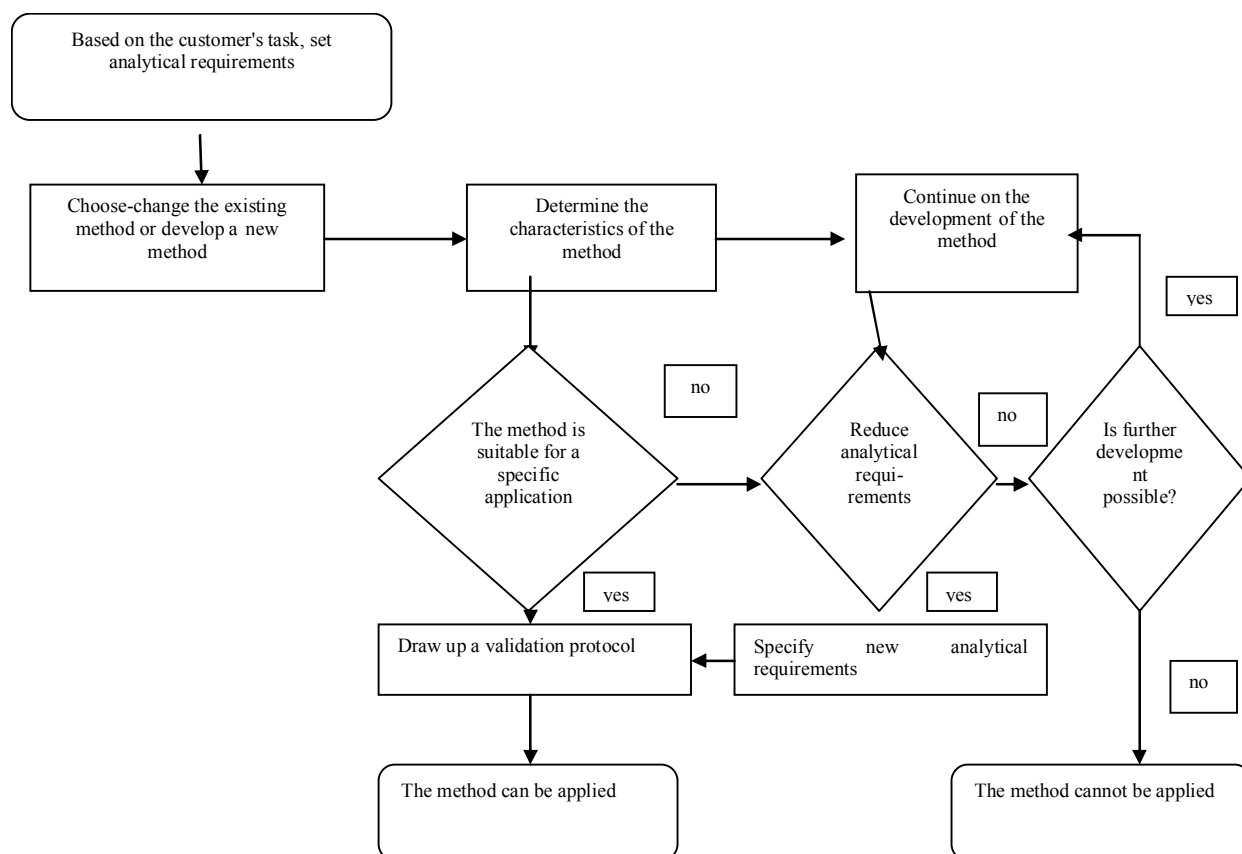 Based on the customer's task, set
analytical requirements
Choose-change the existing
method or develop a new
method
Determine the
characteristics of the
method
Continue on the
development of the
method
yes
no
no
The method is
suitable for a
specific
application
Reduce
analytical
requi-
rements
Is further
developme
nt
possible?
yes
yes
Draw up a validation protocol
Specify new analytical
requirements
no
The method can be applied
The method cannot be applied